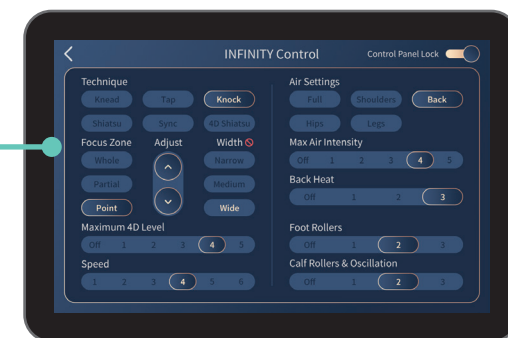 INFINITY Control
Control Panel Lock
Technique
Knead Tap Knock
Shiatsu Sync 4D Shiatsu
Focus Zone Adjust Width
Whole Narrow
Partial Medium
Point Wide
Maximum 4D Level
Off 1 2 3 4 5
Speed
1 2 3 4 5 6
Air Settings
Full Shoulders Back
Hips Legs
Max Air Intensity
Off 1 2 3 4 5
Back Heat
Off 1 2 3
Foot Rollers
Off 1 2 3
Calf Rollers & Oscillation
Off 1 2 3